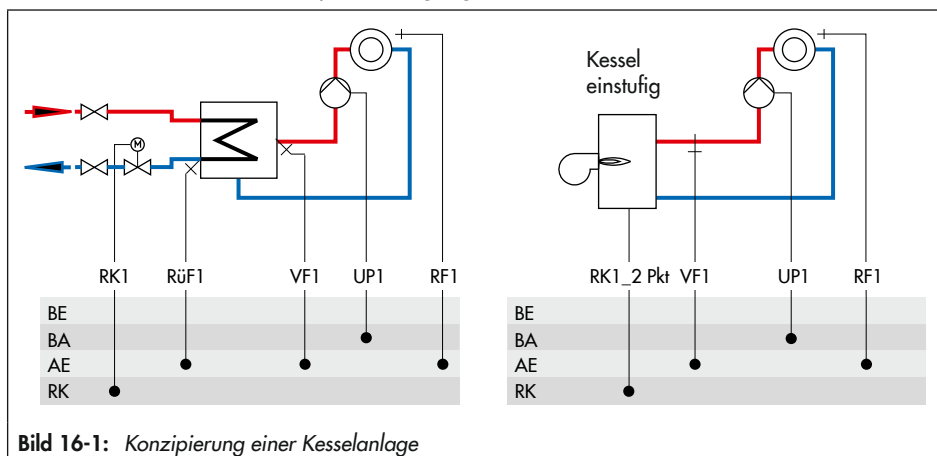 Kessel
einstufig
M
RK1 RüF1 VF1 UP1 RF1
RK1_2 Pkt VF1 UP1 RF1
BE
BA
AE
RK
BE
BA
AE
RK
Bild 16-1: Konzipierung einer Kesselanlage